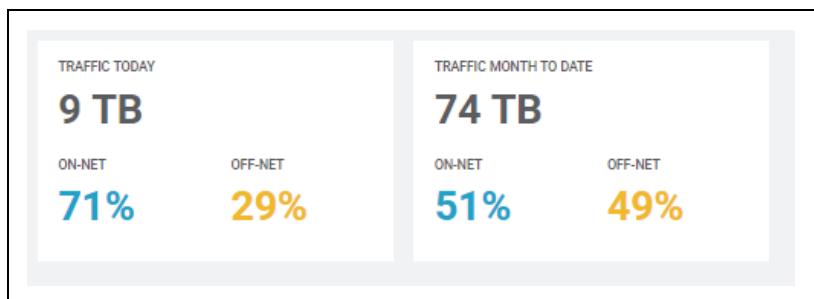 TRAFFIC TODAY
9 TB
ON-NET OFF-NET
71% 29%
TRAFFIC MONTH TO DATE
74 TB
ON-NET OFF-NET
51% 49%